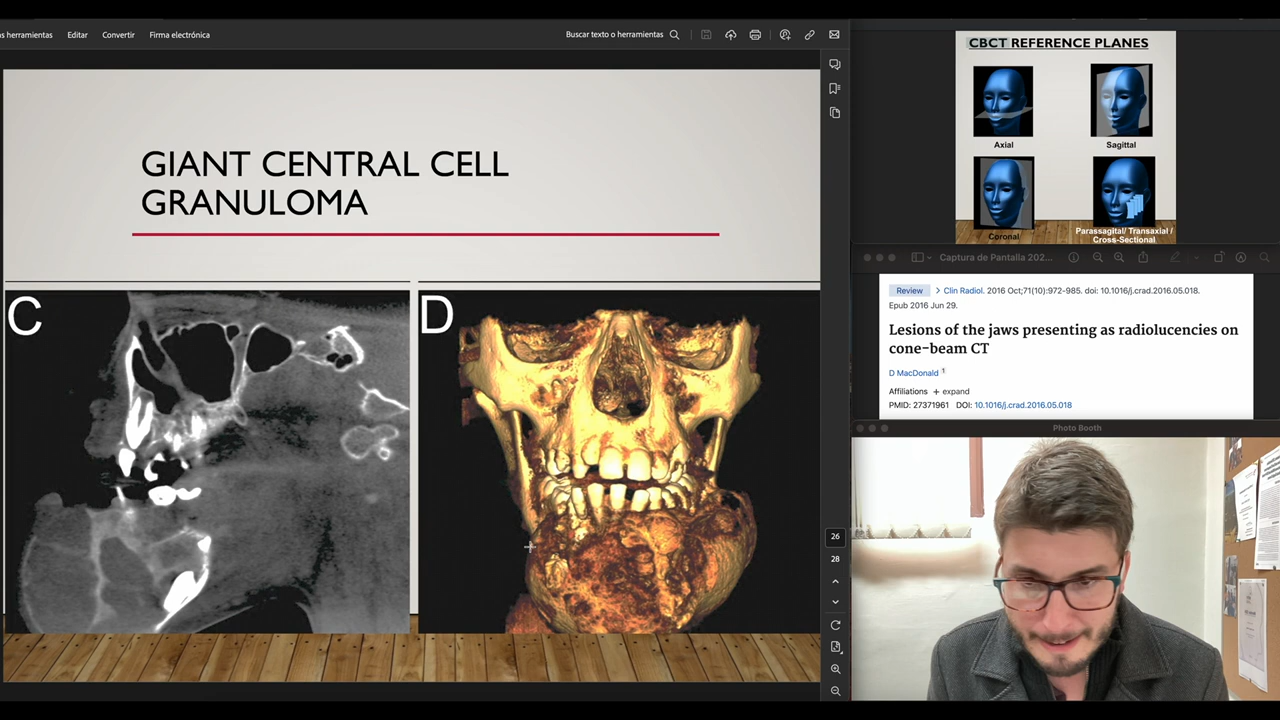 as herramientas
Editar
Convertir
Firma electrónica
Buscar texto o herramientas
GIANT CENTRAL CELL
GRANULOMA
C
D
26
28
CBCT REFERENCE PLANES
Axial
Sagittal
Coronal
Parassagital/ Transaxial /
Cross-Sectional
Captura de Pantalla 202...
Review > Clin Radiol. 2016 Oct;71(10):972-985. doi: 10.1016/j.crad.2016.05.018.
Epub 2016 Jun 29.
Lesions of the jaws presenting as radiolucencies on
cone-beam CT
D MacDonald 1
Affiliations + expand
PMID: 27371961 DOI: 10.1016/j.crad.2016.05.018
Photo Booth